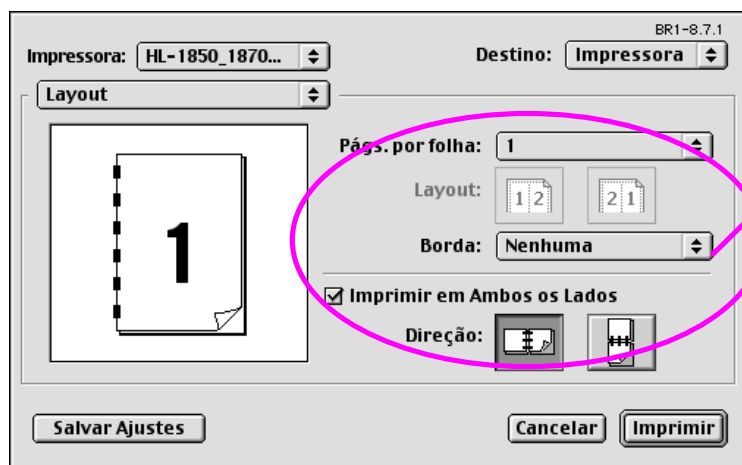 BR1-8.7.1
Impressora: HL-1850_1870... Destino: Impressora
Layout
1
Págs. por folha: 1
Layout: 1 2 2 1
Borda: Nenhuma
Imprimir em Ambos os Lados
Direção:
Salvar Ajustes Cancelar Imprimir